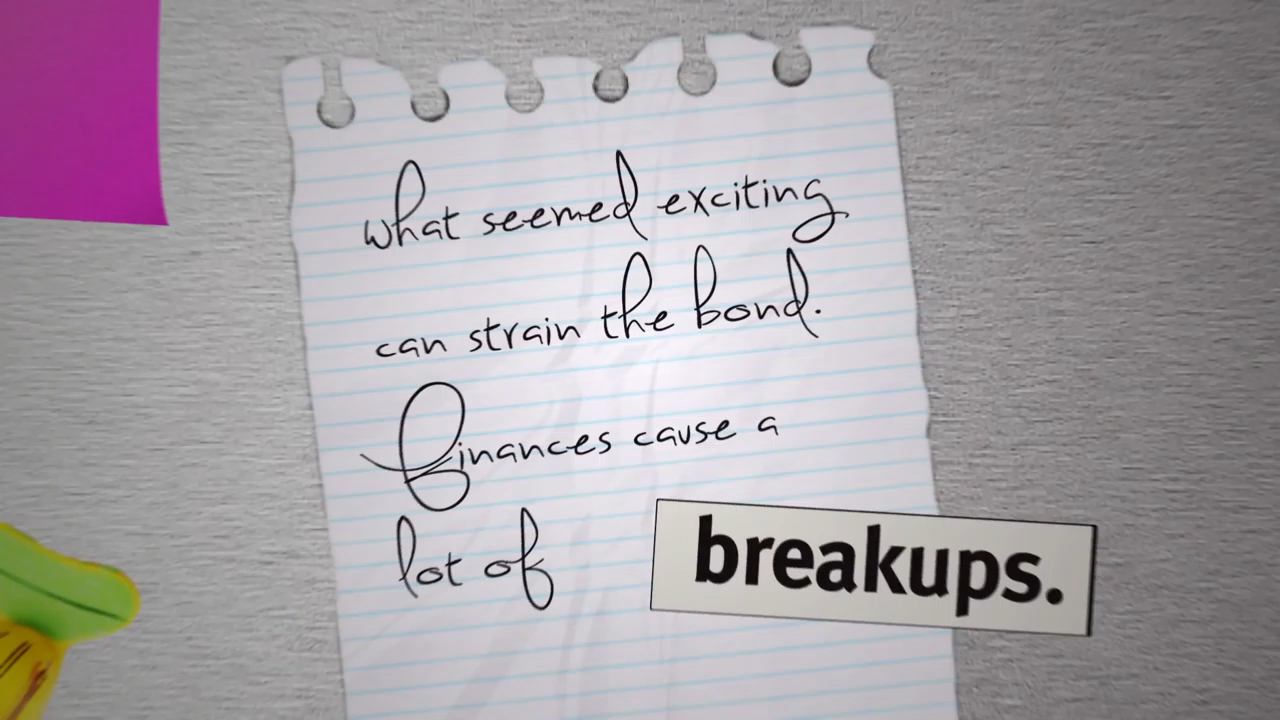 what seemed exciting
can strain the bond.
Finances cause a
lot of breakups.